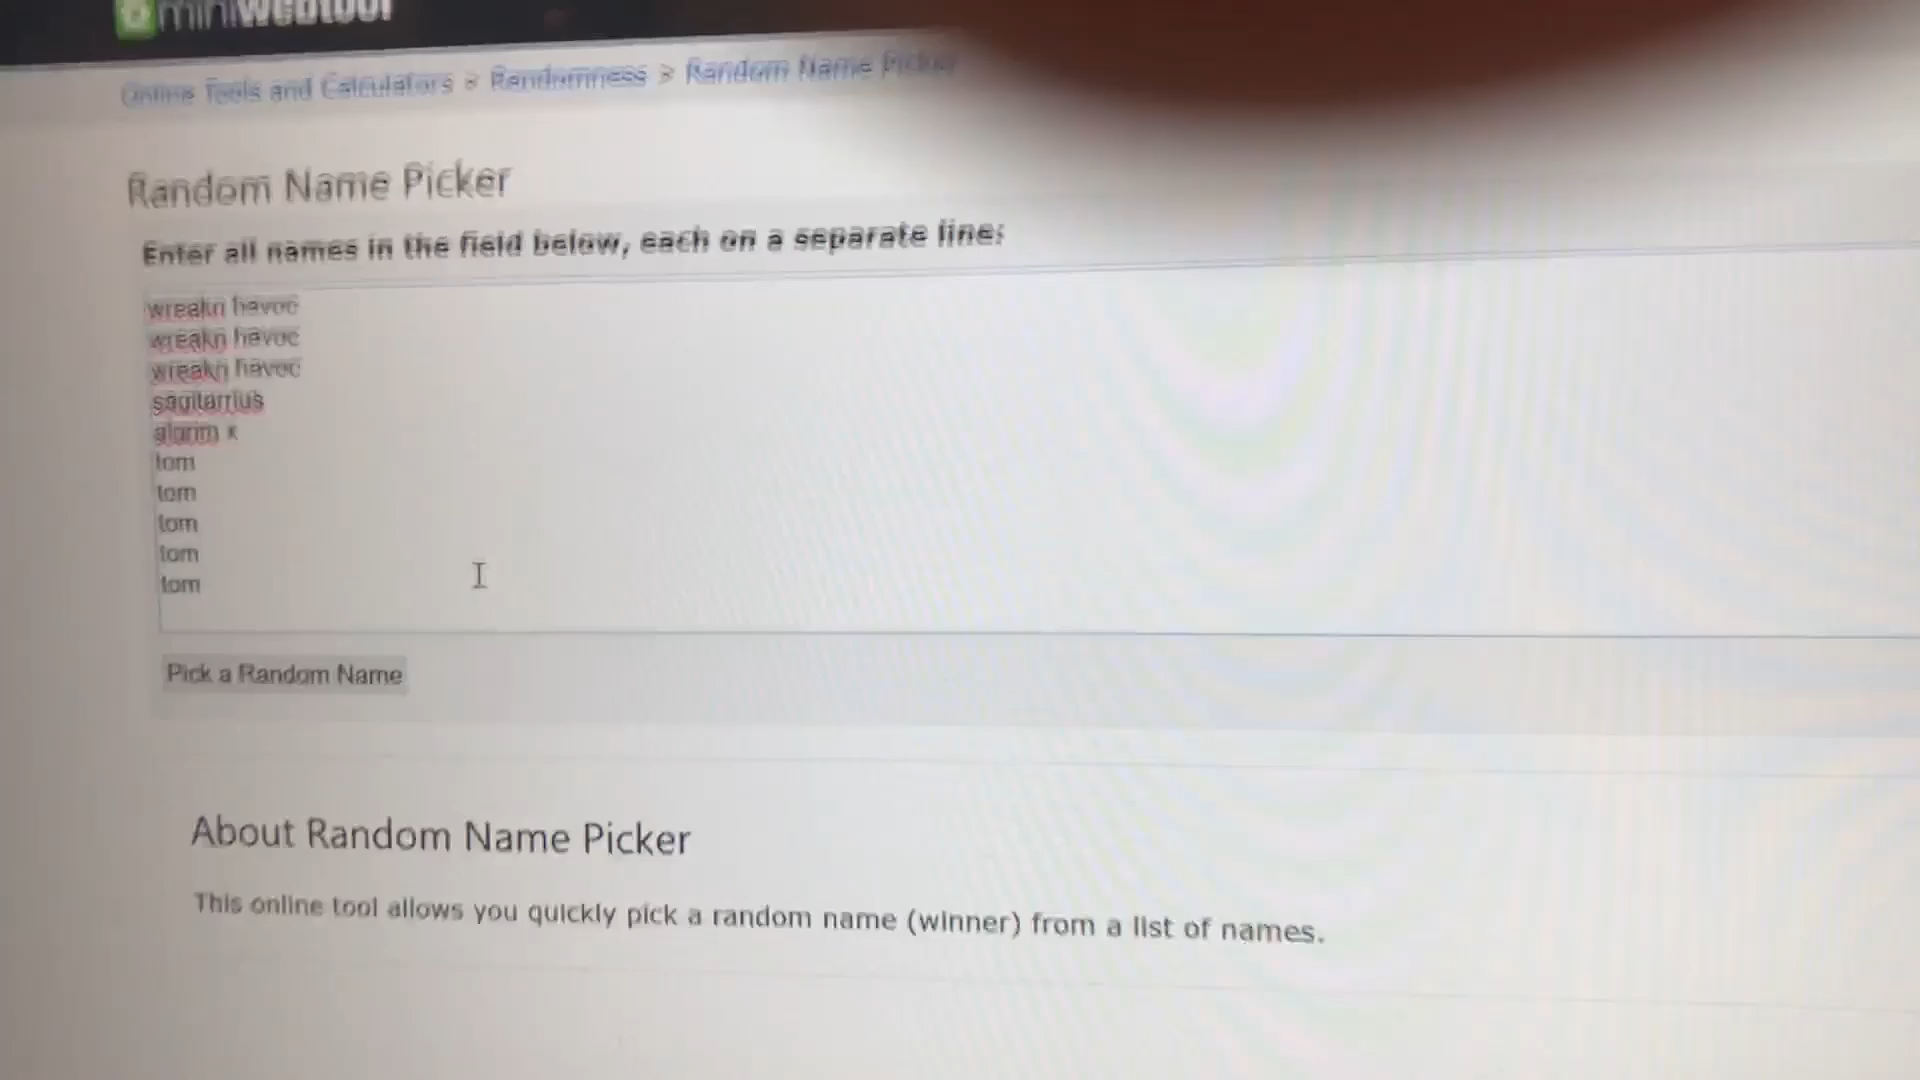 miniwebtool
Online Tools and Calculators > Randomness > Random Name Picker
Random Name Picker
Enter all names in the field below, each on a separate line:
wreakn havoc
wreakn havoc
wreakn havoc
sagitarrius
x
tom
tom
tom
tom
tom
Pick a Random Name
About Random Name Picker
This online tool allows you quickly pick a random name (winner) from a list of names.